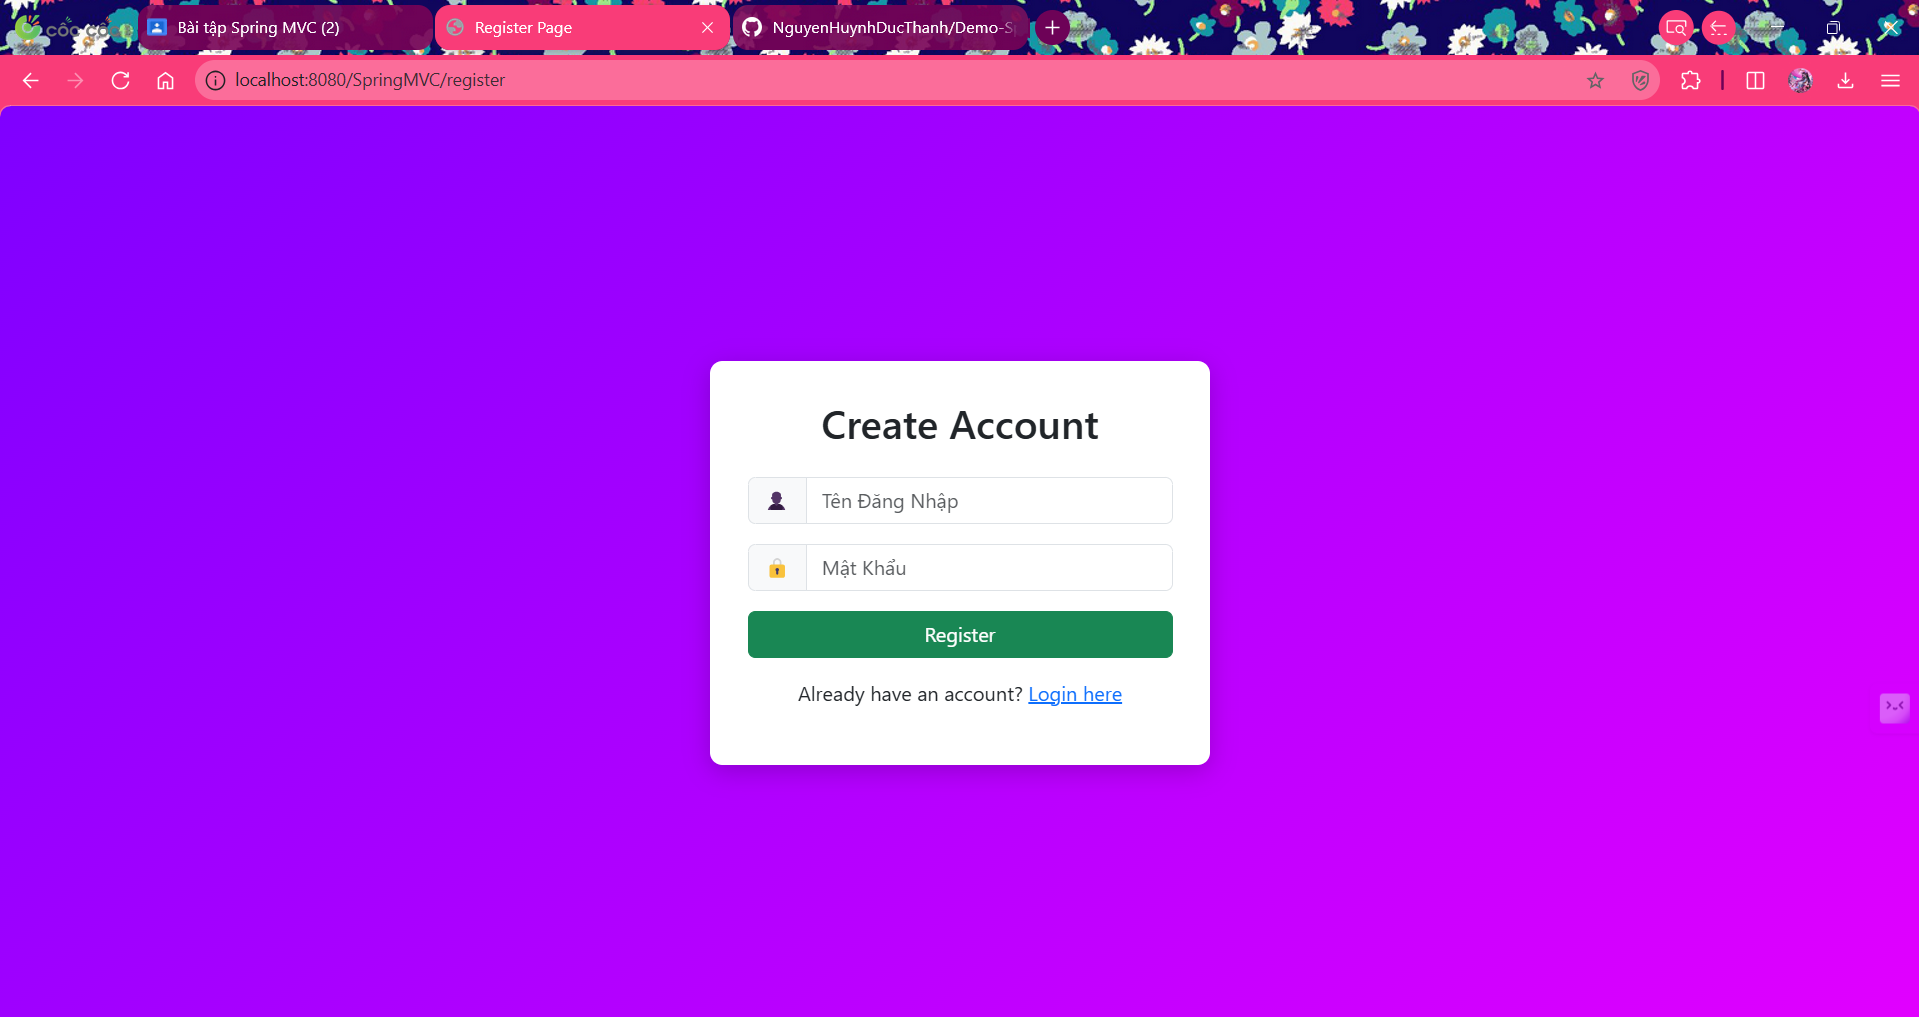 cốc cốc
Bài tập Spring MVC (2)
Register Page
NguyenHuynhDucThanh/Demo-S
localhost:8080/SpringMVC/register
Create Account
Tên Đăng Nhập
Mật Khẩu
Register
Already have an account? Login here